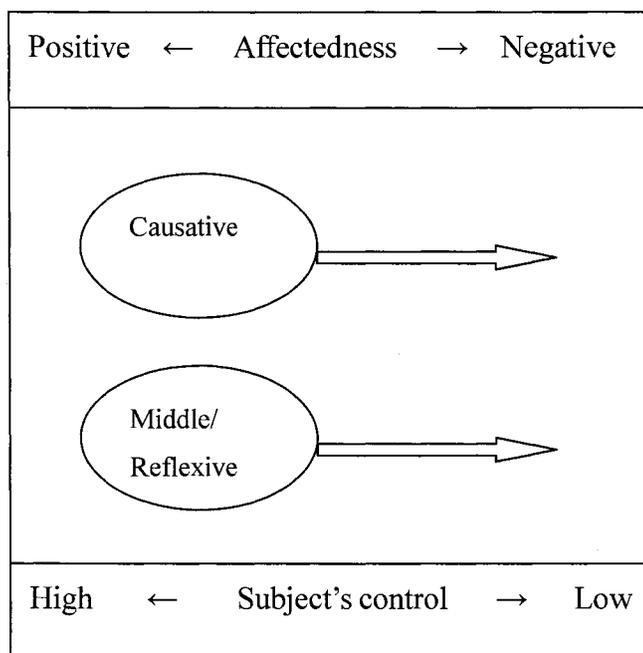 Positive ← Affectedness → Negative
Causative
Middle/
Reflexive
High ← Subject's control → Low